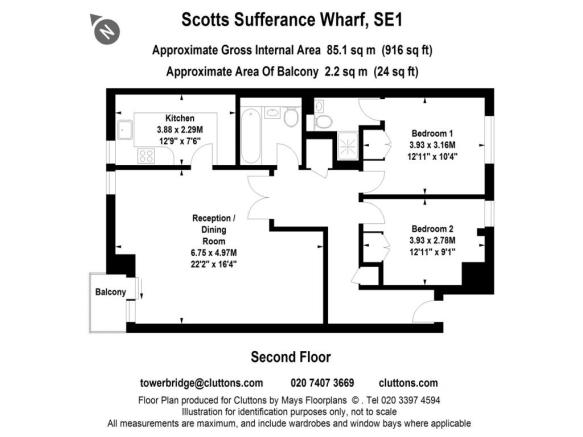 Scotts Sufferance Wharf, SE1
N
Approximate Gross Internal Area 85.1 sq m (916 sq ft)
Approximate Area Of Balcony 2.2 sq m (24 sq ft)
Kitchen
3.88 x 2.29M
12'9" x 7'6"
Bedroom 1
3.93 x 3.16M
12'11" x 10'4"
Reception /
Dining
Room
6.75 x 4.97M
22'2" x 16'4"
Bedroom 2
3.93 x 2.78M
12'11" x 9'1"
Balcony
Second Floor
towerbridge@cluttons.com 020 7407 3669 cluttons.com
Floor Plan produced for Cluttons by Mays Floorplans © . Tel 020 3397 4594
Illustration for identification purposes only, not to scale
All measurements are maximum, and include wardrobes and window bays where applicable